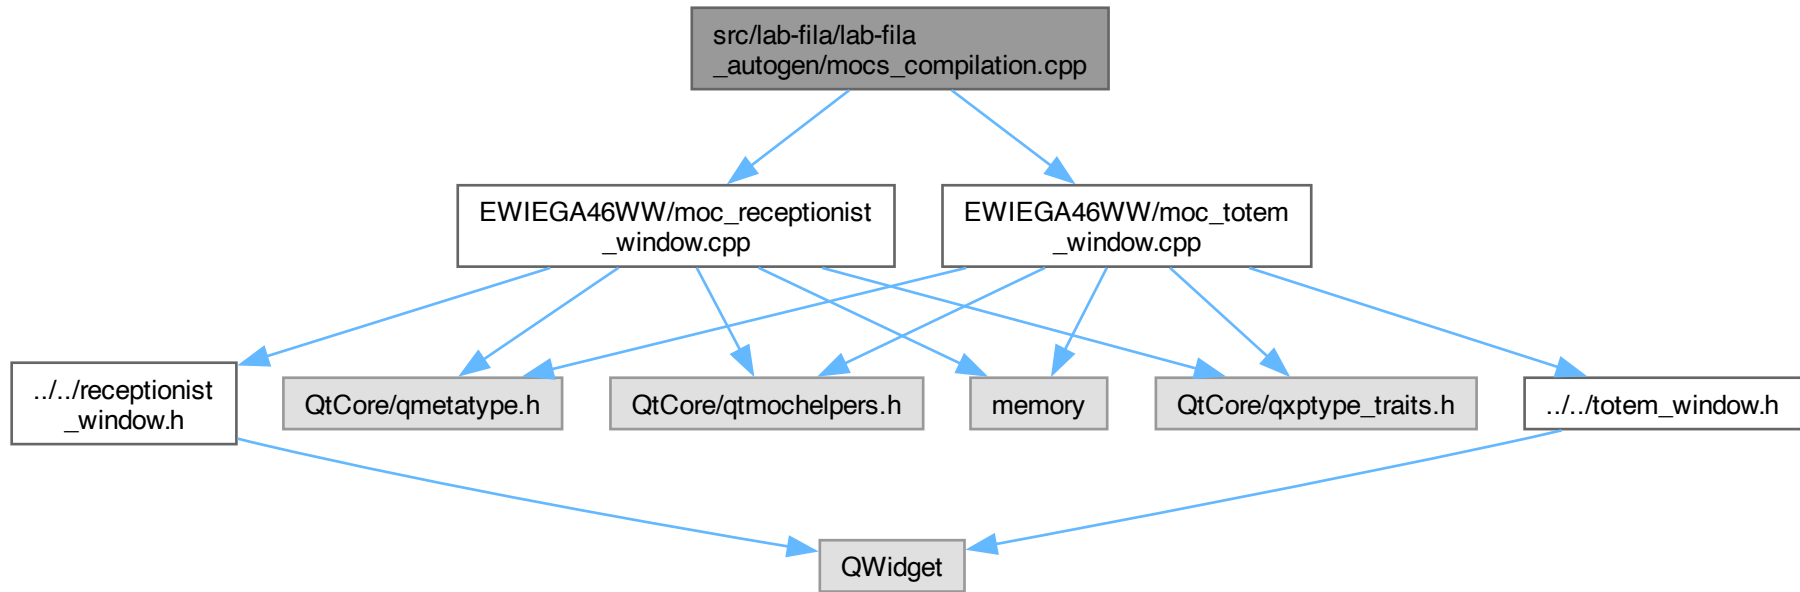 src/lab-fila/lab-fila
_autogen/mocs_compilation.cpp
EWIEGA46WW/moc_receptionist
_window.cpp
EWIEGA46WW/moc_totem
_window.cpp
../../receptionist
_window.h
QtCore/qmetatype.h
QtCore/qtmochelpers.h
memory
QtCore/qxptype_traits.h
../../totem_window.h
QWidget